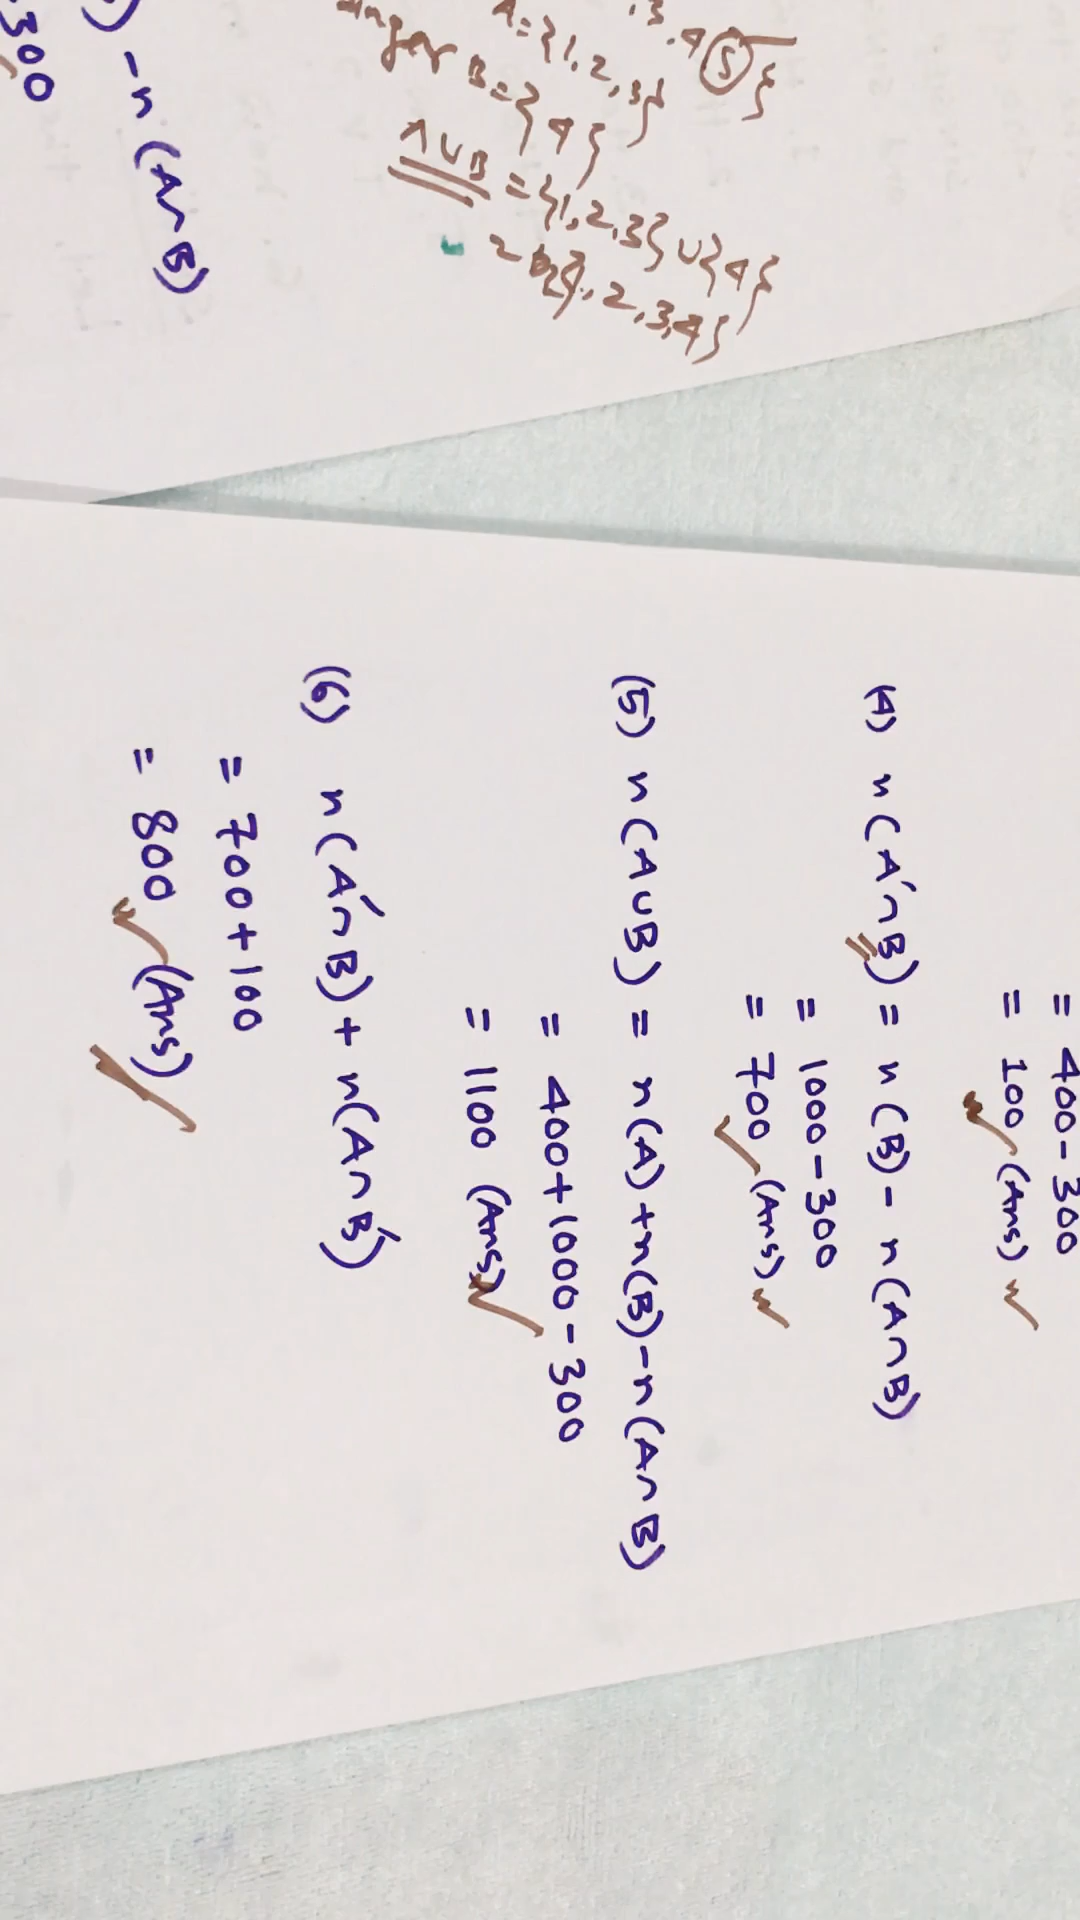 ) - n (A∩B)
300
A={1,2,3}
B={4}
A∪B = {1,2,3}∪{4}
{1,2,3,4}
= 400-300
= 100 (Ans)
(4) n (A'∩B) = n (B) - n (A∩B)
= 1000-300
= 700 (Ans)
(5) n (A∪B) = n (A)+n(B)-n(A∩B)
= 400+1000-300
= 1100 (Ans)
(6) n (A'∩B)+ n(A∩B')
= 700+100
= 800 (Ans)